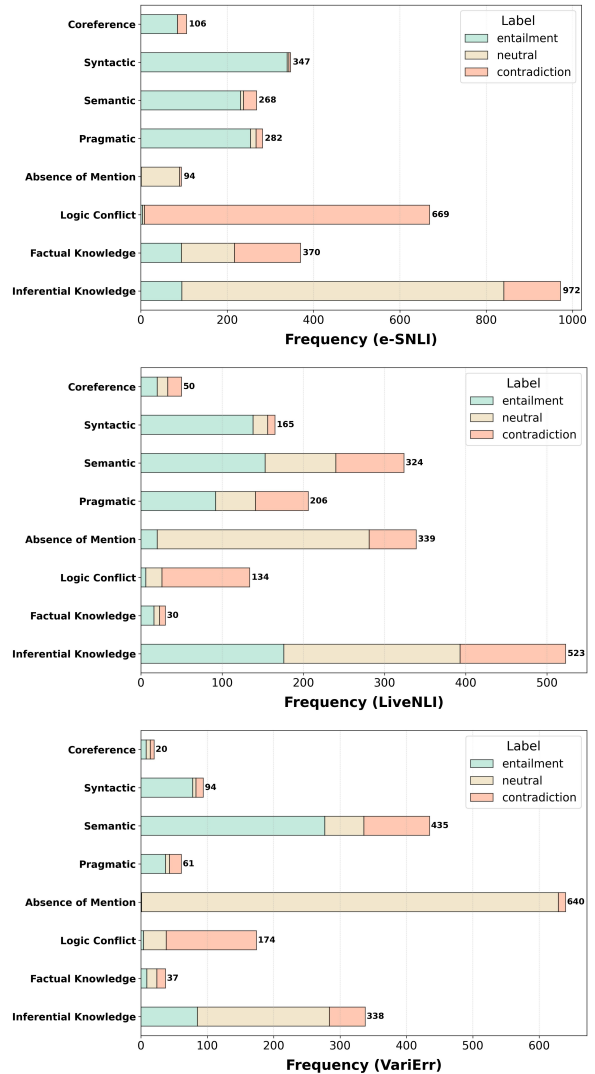 Label
entailment
neutral
contradiction
Coreference 106
Syntactic 347
Semantic 268
Pragmatic 282
Absence of Mention 94
Logic Conflict 669
Factual Knowledge 370
Inferential Knowledge 972
0 200 400 600 800 1000
Frequency (e-SNLI)
Label
entailment
neutral
contradiction
Coreference 50
Syntactic 165
Semantic 324
Pragmatic 206
Absence of Mention 339
Logic Conflict 134
Factual Knowledge 30
Inferential Knowledge 523
0 100 200 300 400 500
Frequency (LiveNLI)
Label
entailment
neutral
contradiction
Coreference 20
Syntactic 94
Semantic 435
Pragmatic 61
Absence of Mention 640
Logic Conflict 174
Factual Knowledge 37
Inferential Knowledge 338
0 100 200 300 400 500 600
Frequency (VariErr)